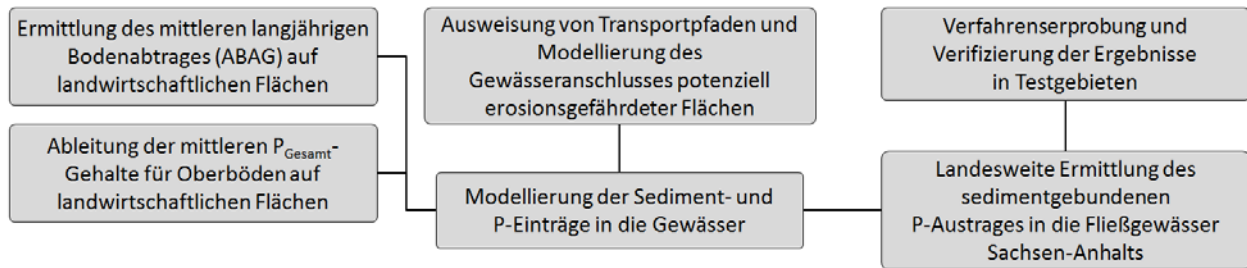 Ermittlung des mittleren langjährigen
Bodenabtrages (ABAG) auf
landwirtschaftlichen Flächen
Ableitung der mittleren P_Gesamt-
Gehalte für Oberböden auf
landwirtschaftlichen Flächen
Ausweisung von Transportpfaden und
Modellierung des
Gewässeranschlusses potenziell
erosionsgefährdeter Flächen
Modellierung der Sediment- und
P-Einträge in die Gewässer
Verfahrenserprobung und
Verifizierung der Ergebnisse
in Testgebieten
Landesweite Ermittlung des
sedimentgebundenen
P-Austrages in die Fließgewässer
Sachsen-Anhalts